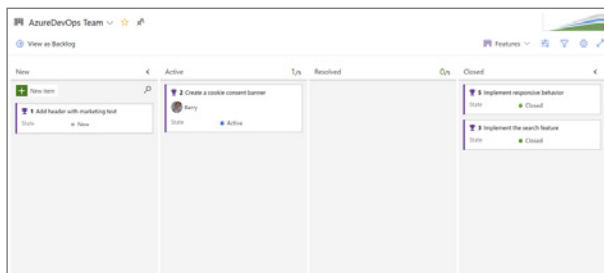 AzureDevOps Team
View as Backlog
Features
New
Active
1/5
Resolved
0/5
Closed
New item
1 Add header with marketing text
State
New
2 Create a cookie consent banner
Kerry
State
Active
5 Implement responsive behavior
State
Closed
3 Implement the search feature
State
Closed